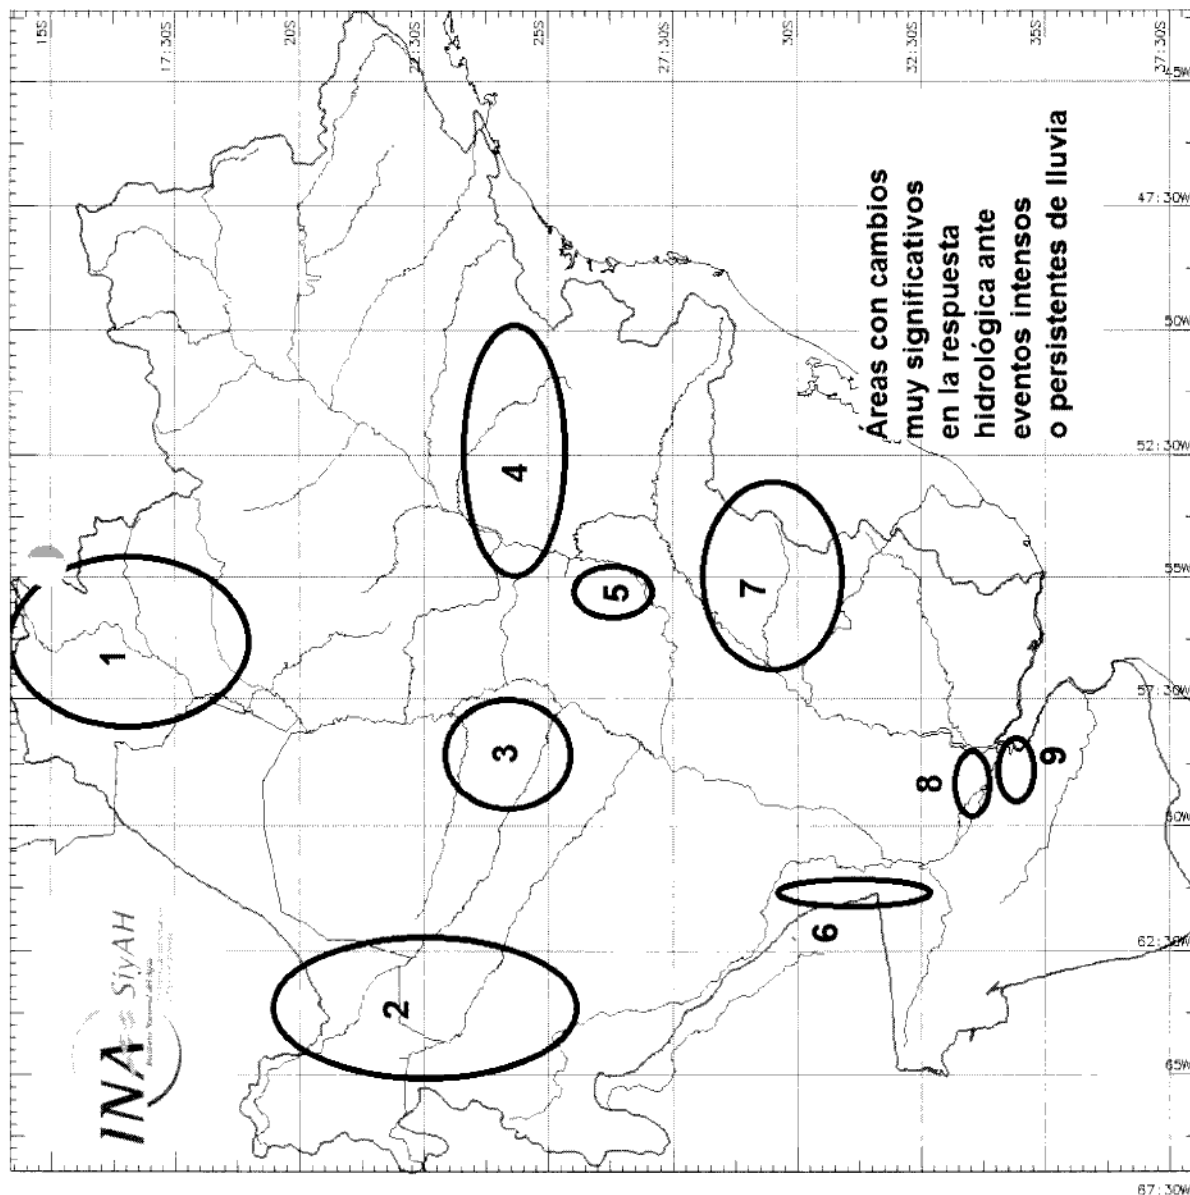 INA
SiyAH
Áreas con cambios
muy significativos
en la respuesta
hidrológica ante
eventos intensos
o persistentes de lluvia
1
2
3
4
5
6
7
8
9
15S
17:30S
20S
22:30S
25S
27:30S
30S
32:30S
35S
37:30S
45W
47:30W
50W
52:30W
55W
57:30W
60W
62:30W
65W
67:30W